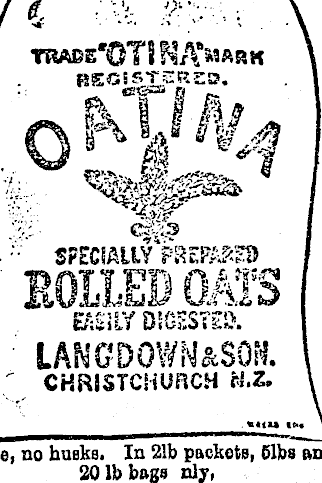 TRADE "OTINA" MARK
REGISTERED.
OATINA
SPECIALLY PREPARED
ROLLED OATS
EASILY DIGESTED.
LANGDOWN & SON.
CHRISTCHURCH N.Z.
e, no husks. In 2lb packets, 5lbs an
20 lb bags nly,